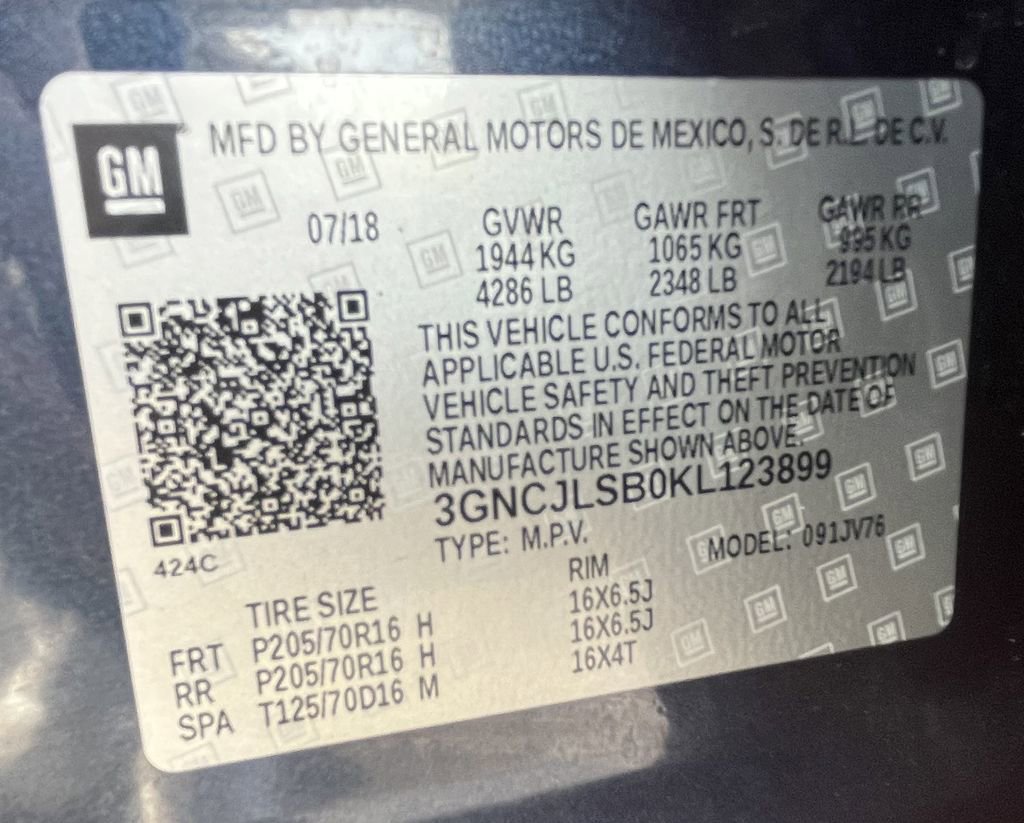 GM
MFD BY GENERAL MOTORS DE MEXICO, S. DE R.L. DE C.V.
07/18 GVWR GAWR FRT GAWR RR
1944 KG 1065 KG 995 KG
4286 LB 2348 LB 2194 LB
THIS VEHICLE CONFORMS TO ALL
APPLICABLE U.S. FEDERAL MOTOR
VEHICLE SAFETY AND THEFT PREVENTION
STANDARDS IN EFFECT ON THE DATE OF
MANUFACTURE SHOWN ABOVE.
3GNCJLSB0KL123899
TYPE: M.P.V. MODEL: 091JV76
424C
TIRE SIZE RIM
FRT P205/70R16 H 16X6.5J
RR P205/70R16 H 16X6.5J
SPA T125/70D16 M 16X4T